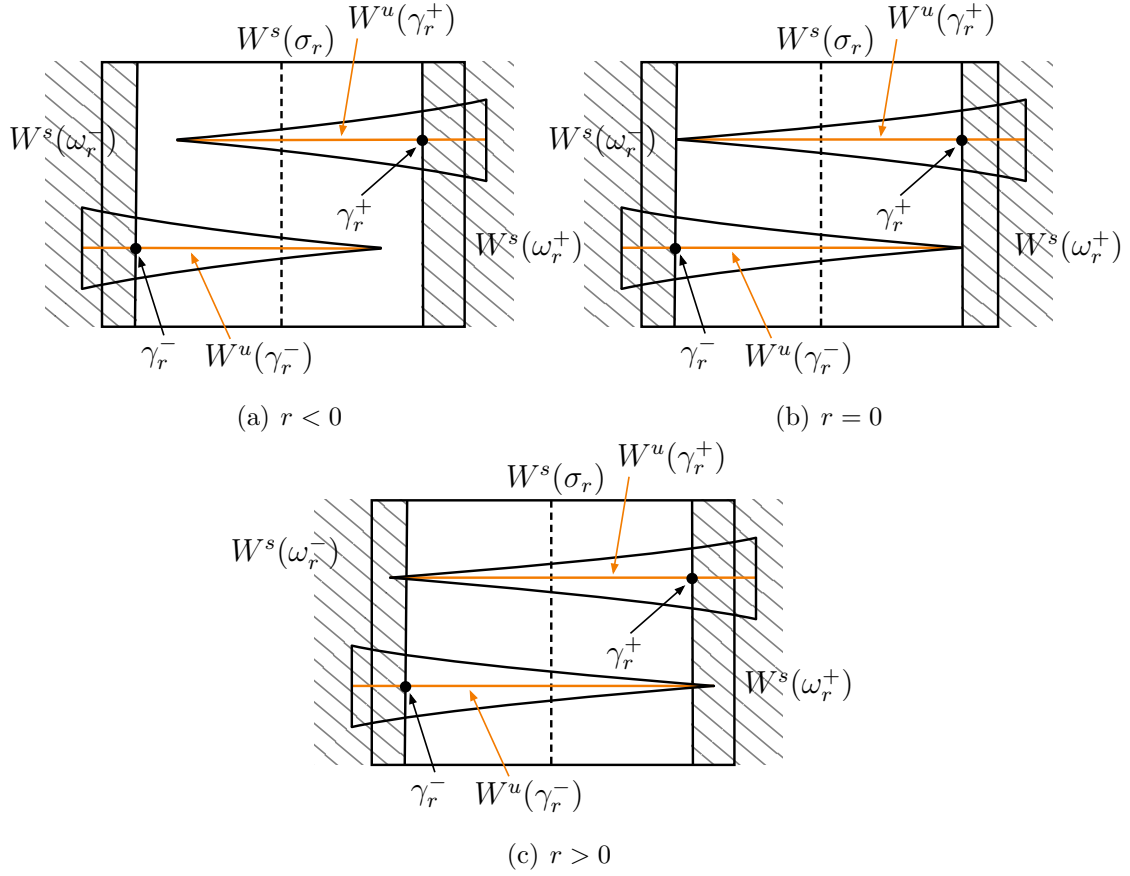 W^u(γ_r^+) W^u(γ_r^+)
W^s(σ_r) W^s(σ_r)
W^s(ω_r^-) W^s(ω_r^-)
γ_r^+ γ_r^+
W^s(ω_r^+) W^s(ω_r^+)
γ_r^- W^u(γ_r^-) γ_r^- W^u(γ_r^-)
(a) r < 0 (b) r = 0
W^u(γ_r^+)
W^s(σ_r)
W^s(ω_r^-)
γ_r^+
W^s(ω_r^+)
γ_r^- W^u(γ_r^-)
(c) r > 0